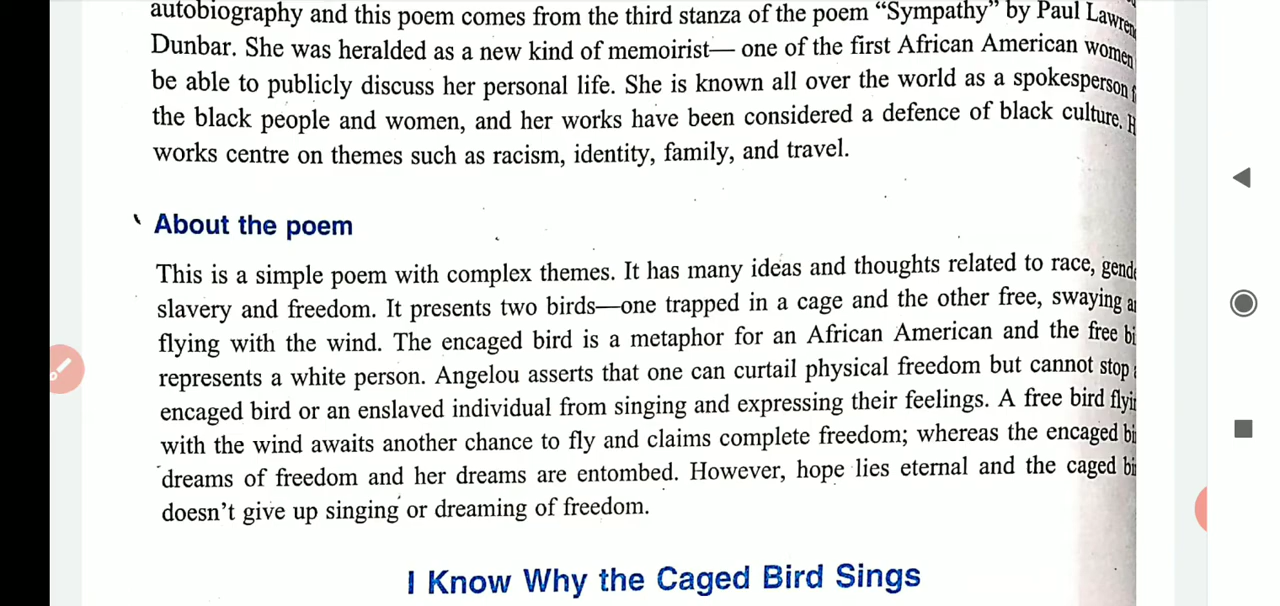 autobiography and this poem comes from the third stanza of the poem “Sympathy” by Paul
Dunbar. She was heralded as a new kind of memoirist— one of the first African American women
be able to publicly discuss her personal life. She is known all over the world as a spokesperson
the black people and women, and her works have been considered a defence of black culture.
works centre on themes such as racism, identity, family, and travel.
About the poem
This is a simple poem with complex themes. It has many ideas and thoughts related to race,
slavery and freedom. It presents two birds—one trapped in a cage and the other free, swaying
flying with the wind. The encaged bird is a metaphor for an African American and the free
represents a white person. Angelou asserts that one can curtail physical freedom but cannot stop
encaged bird or an enslaved individual from singing and expressing their feelings. A free bird
with the wind awaits another chance to fly and claims complete freedom; whereas the encaged
dreams of freedom and her dreams are entombed. However, hope lies eternal and the caged
doesn’t give up singing or dreaming of freedom.
I Know Why the Caged Bird Sings